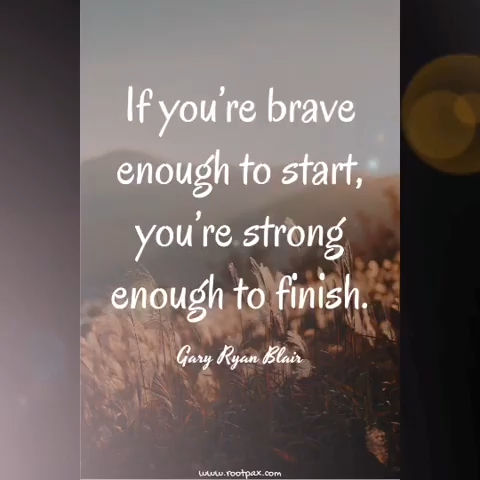 If you're brave
enough to start,
you're strong
enough to finish.
Gary Ryan Blair
www.rootpax.com